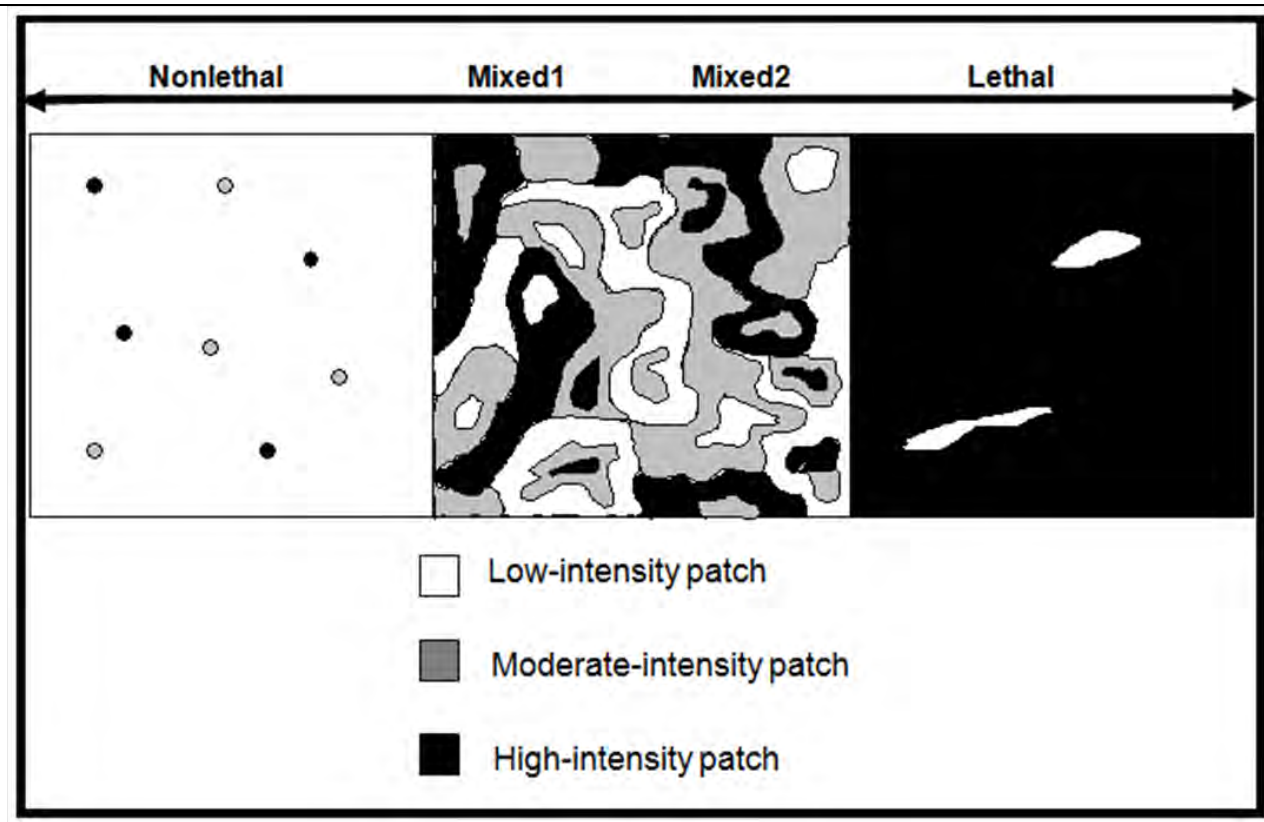 Nonlethal Mixed1 Mixed2 Lethal
Low-intensity patch
Moderate-intensity patch
High-intensity patch